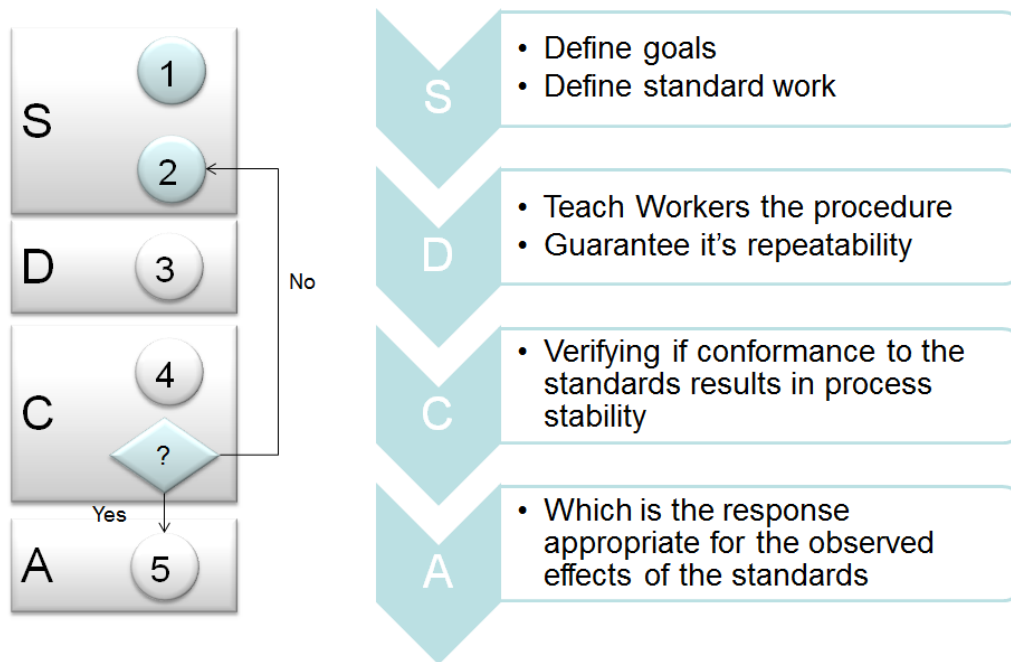 S
1
2
D
3
No
C
4
?
Yes
A
5
S
• Define goals
• Define standard work
D
• Teach Workers the procedure
• Guarantee it’s repeatability
C
• Verifying if conformance to the
standards results in process
stability
A
• Which is the response
appropriate for the observed
effects of the standards